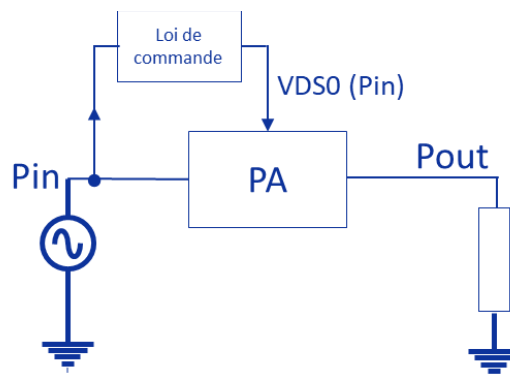 Loi de
commande
VDS0 (Pin)
Pin
PA
Pout